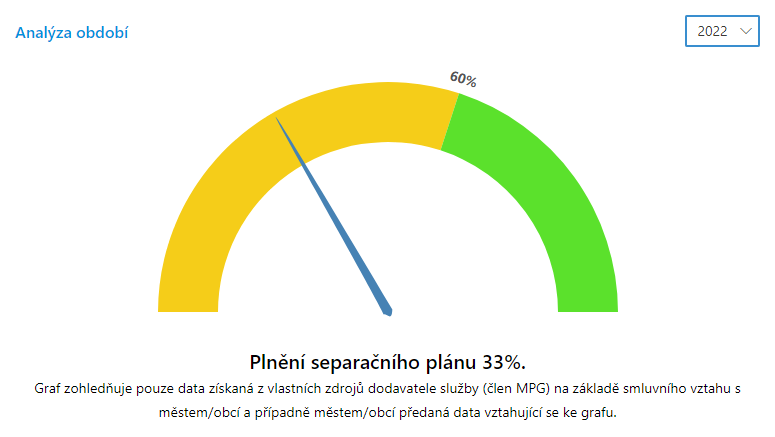 Analýza období
2022
60%
Plnění separačního plánu 33%.
Graf zohledňuje pouze data získaná z vlastních zdrojů dodavatele služby (člen MPG) na základě smluvního vztahu s
městem/obcí a případně městem/obcí předaná data vztahující se ke grafu.